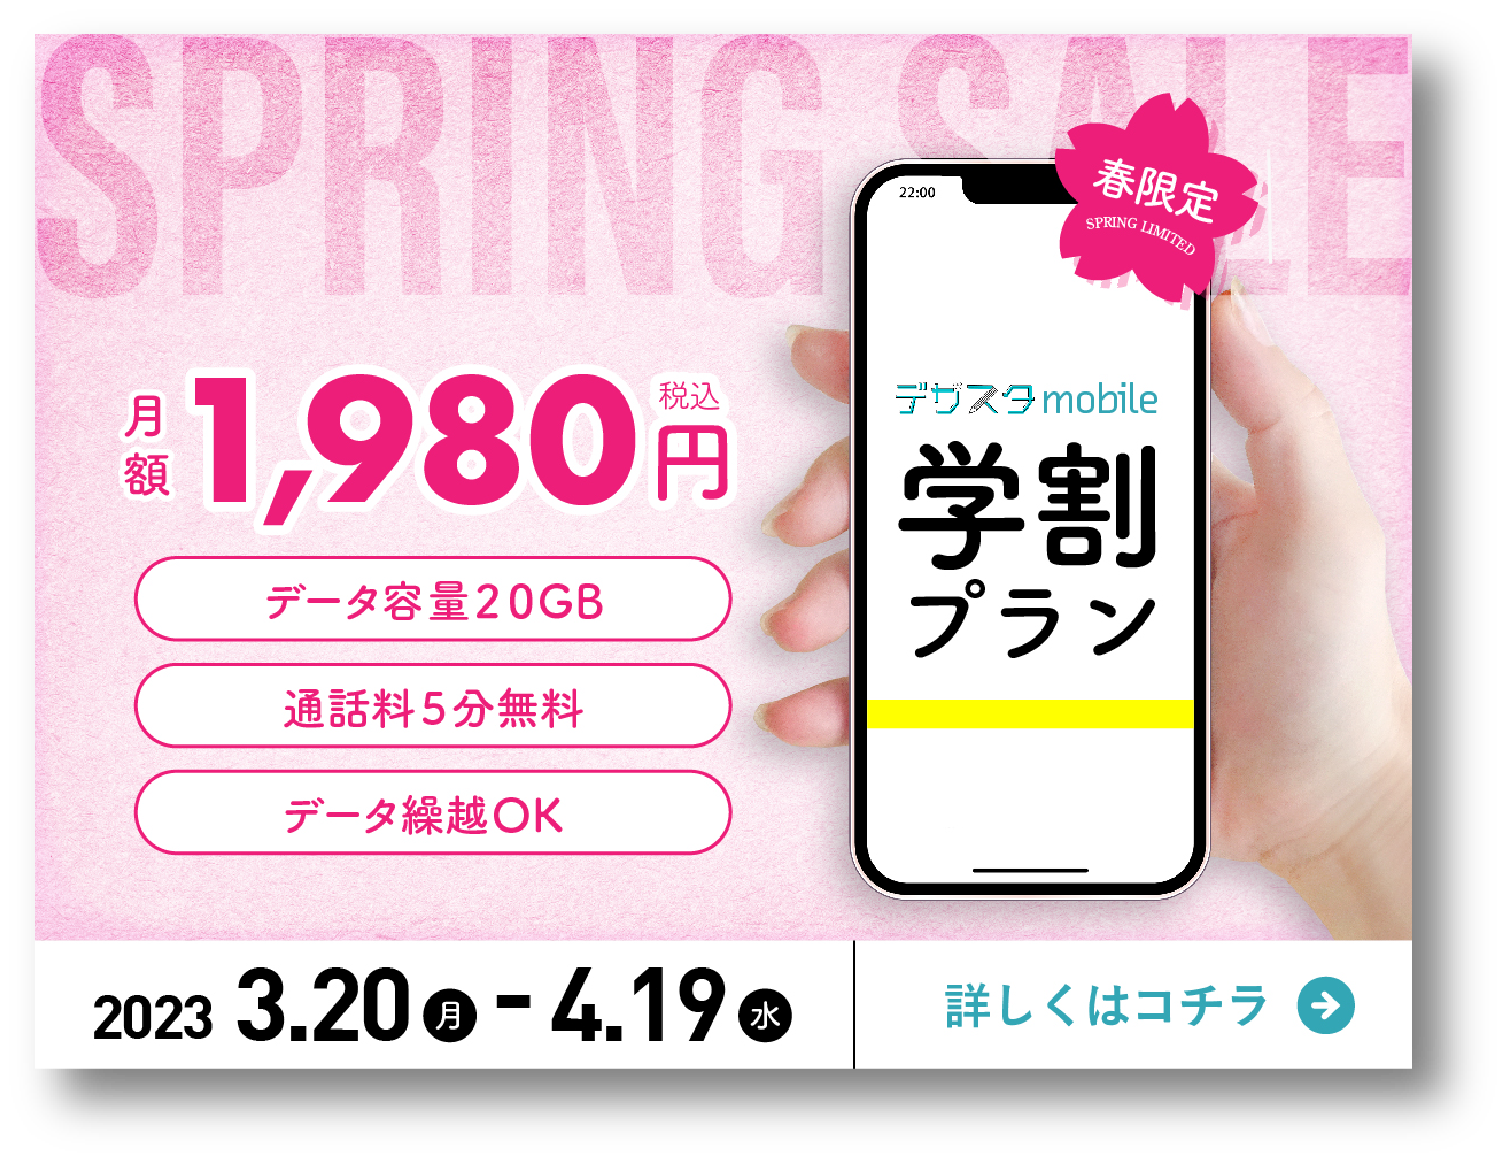 SPRING SALE
春限定
SPRING LIMITED
22:00
月額 1,980円 税込
データ容量20GB
通話料5分無料
データ繰越OK
デザスタmobile
学割
プラン
2023 3.20 月 - 4.19 水
詳しくはコチラ